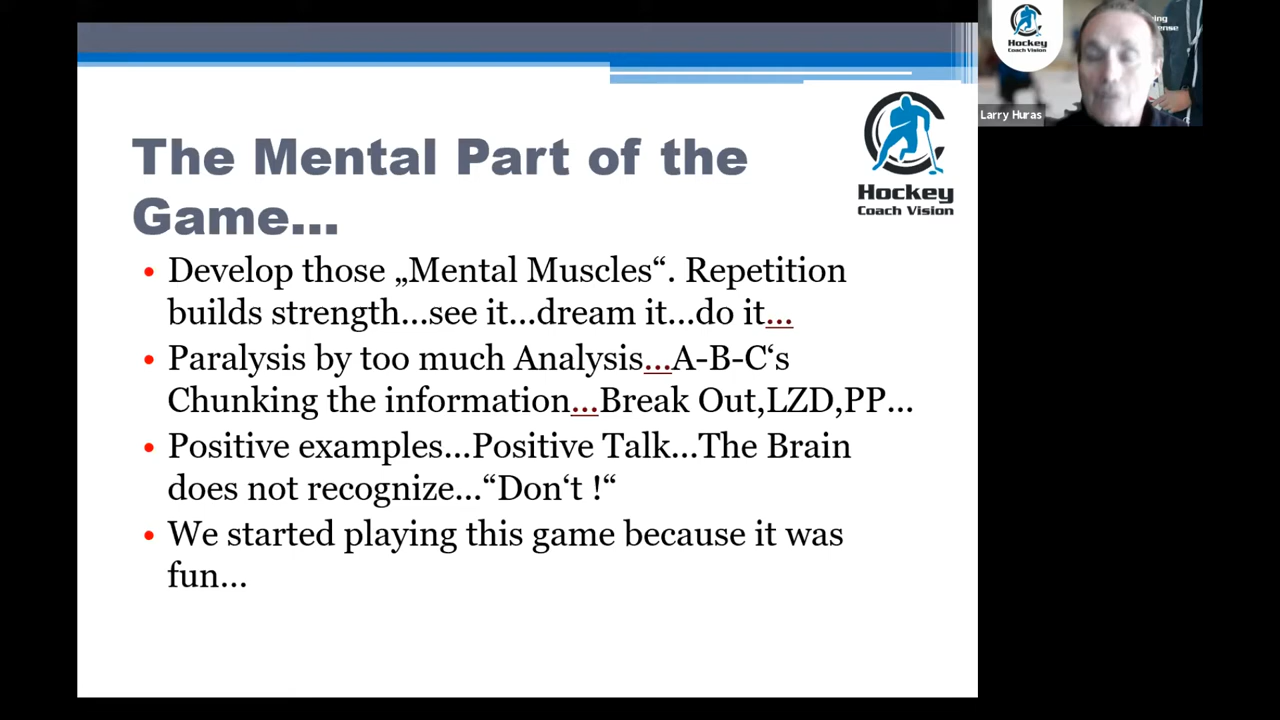 The Mental Part of the
Game...
• Develop those „Mental Muscles“. Repetition
builds strength...see it...dream it...do it...
• Paralysis by too much Analysis...A-B-C‘s
Chunking the information...Break Out,LZD,PP...
• Positive examples...Positive Talk...The Brain
does not recognize...“Don‘t !“
• We started playing this game because it was
fun...
Hockey
Coach Vision
Hockey
Coach Vision
Larry Huras